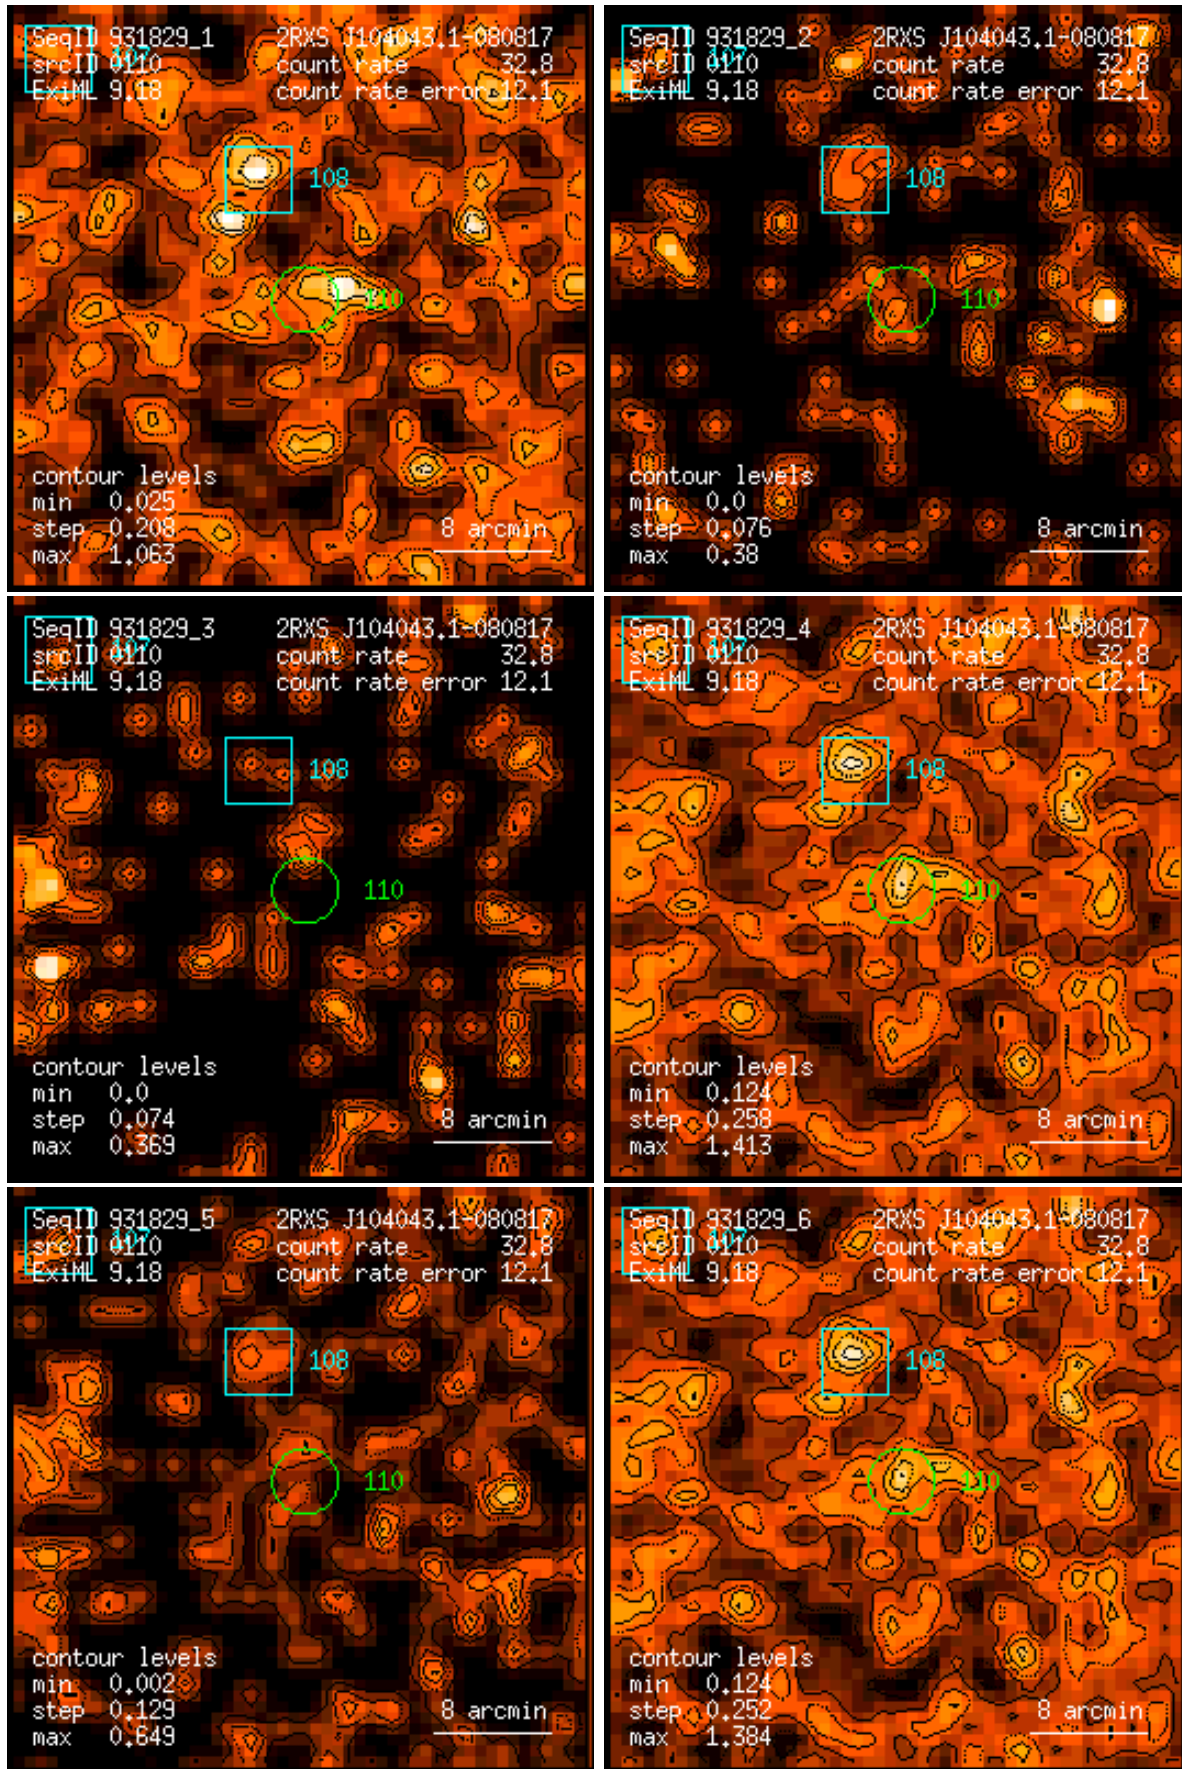 SeqID 931829_1 2RXS J104043.1-080817
srcID 0110 107 count rate 32.8
ExiML 9.18 count rate error 12.1
108
110
contour levels
min 0.025
step 0.208 8 arcmin
max 1.063
SeqID 931829_2 2RXS J104043.1-080817
srcID 0110 107 count rate 32.8
ExiML 9.18 count rate error 12.1
108
110
contour levels
min 0.0
step 0.076 8 arcmin
max 0.38
SeqID 931829_3 2RXS J104043.1-080817
srcID 0110 107 count rate 32.8
ExiML 9.18 count rate error 12.1
108
110
contour levels
min 0.0
step 0.074 8 arcmin
max 0.369
SeqID 931829_4 2RXS J104043.1-080817
srcID 0110 107 count rate 32.8
ExiML 9.18 count rate error 12.1
108
110
contour levels
min 0.124
step 0.258 8 arcmin
max 1.413
SeqID 931829_5 2RXS J104043.1-080817
srcID 0110 107 count rate 32.8
ExiML 9.18 count rate error 12.1
108
110
contour levels
min 0.002
step 0.129 8 arcmin
max 0.649
SeqID 931829_6 2RXS J104043.1-080817
srcID 0110 107 count rate 32.8
ExiML 9.18 count rate error 12.1
108
110
contour levels
min 0.124
step 0.252 8 arcmin
max 1.384